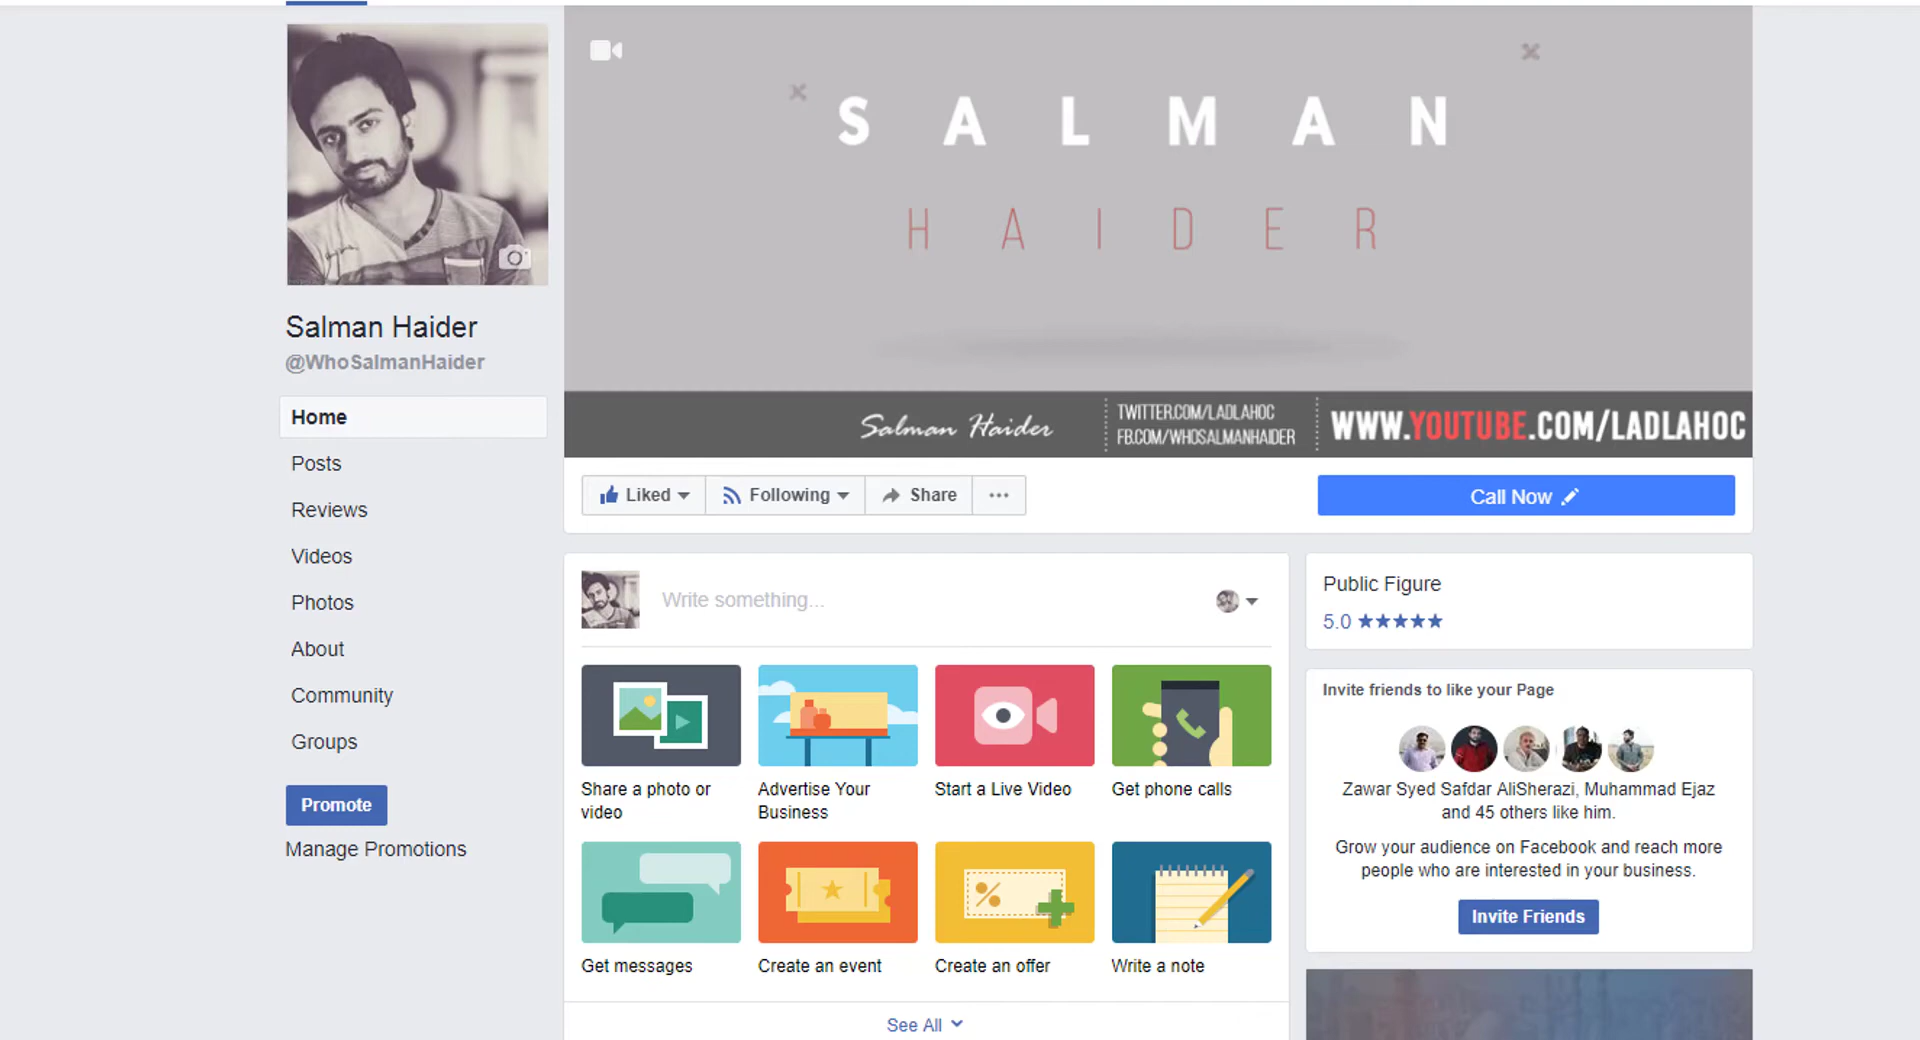 SALMAN
HAIDER
Salman Haider
TWITTER.COM/LADLAHOC
FB.COM/WHOSALMANHAIDER
WWW.YOUTUBE.COM/LADLAHOC
Salman Haider
@WhoSalmanHaider
Home
Posts
Reviews
Videos
Photos
About
Community
Groups
Promote
Manage Promotions
Liked
Following
Share
Call Now
Write something...
Share a photo or
video
Advertise Your
Business
Start a Live Video
Get phone calls
Get messages
Create an event
Create an offer
Write a note
See All
Public Figure
5.0
Invite friends to like your Page
Zawar Syed Safdar AliSherazi, Muhammad Ejaz
and 45 others like him.
Grow your audience on Facebook and reach more
people who are interested in your business.
Invite Friends